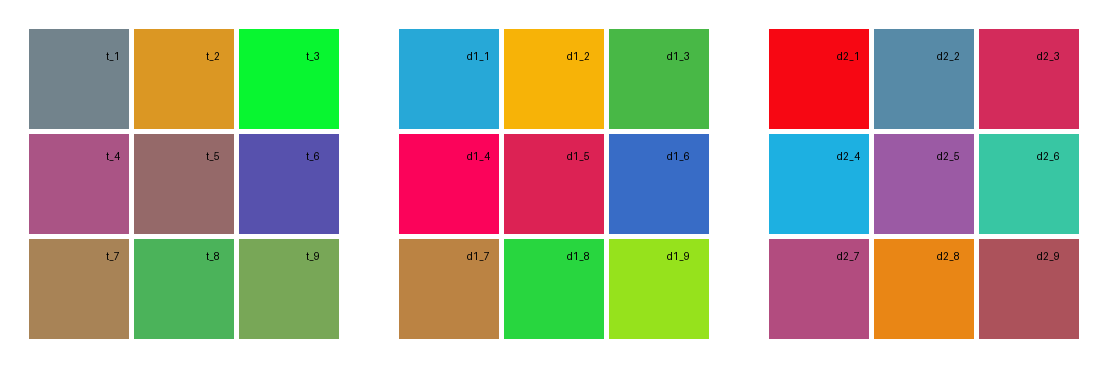 t_1 t_2 t_3 d1_1 d1_2 d1_3 d2_1 d2_2 d2_3
t_4 t_5 t_6 d1_4 d1_5 d1_6 d2_4 d2_5 d2_6
t_7 t_8 t_9 d1_7 d1_8 d1_9 d2_7 d2_8 d2_9